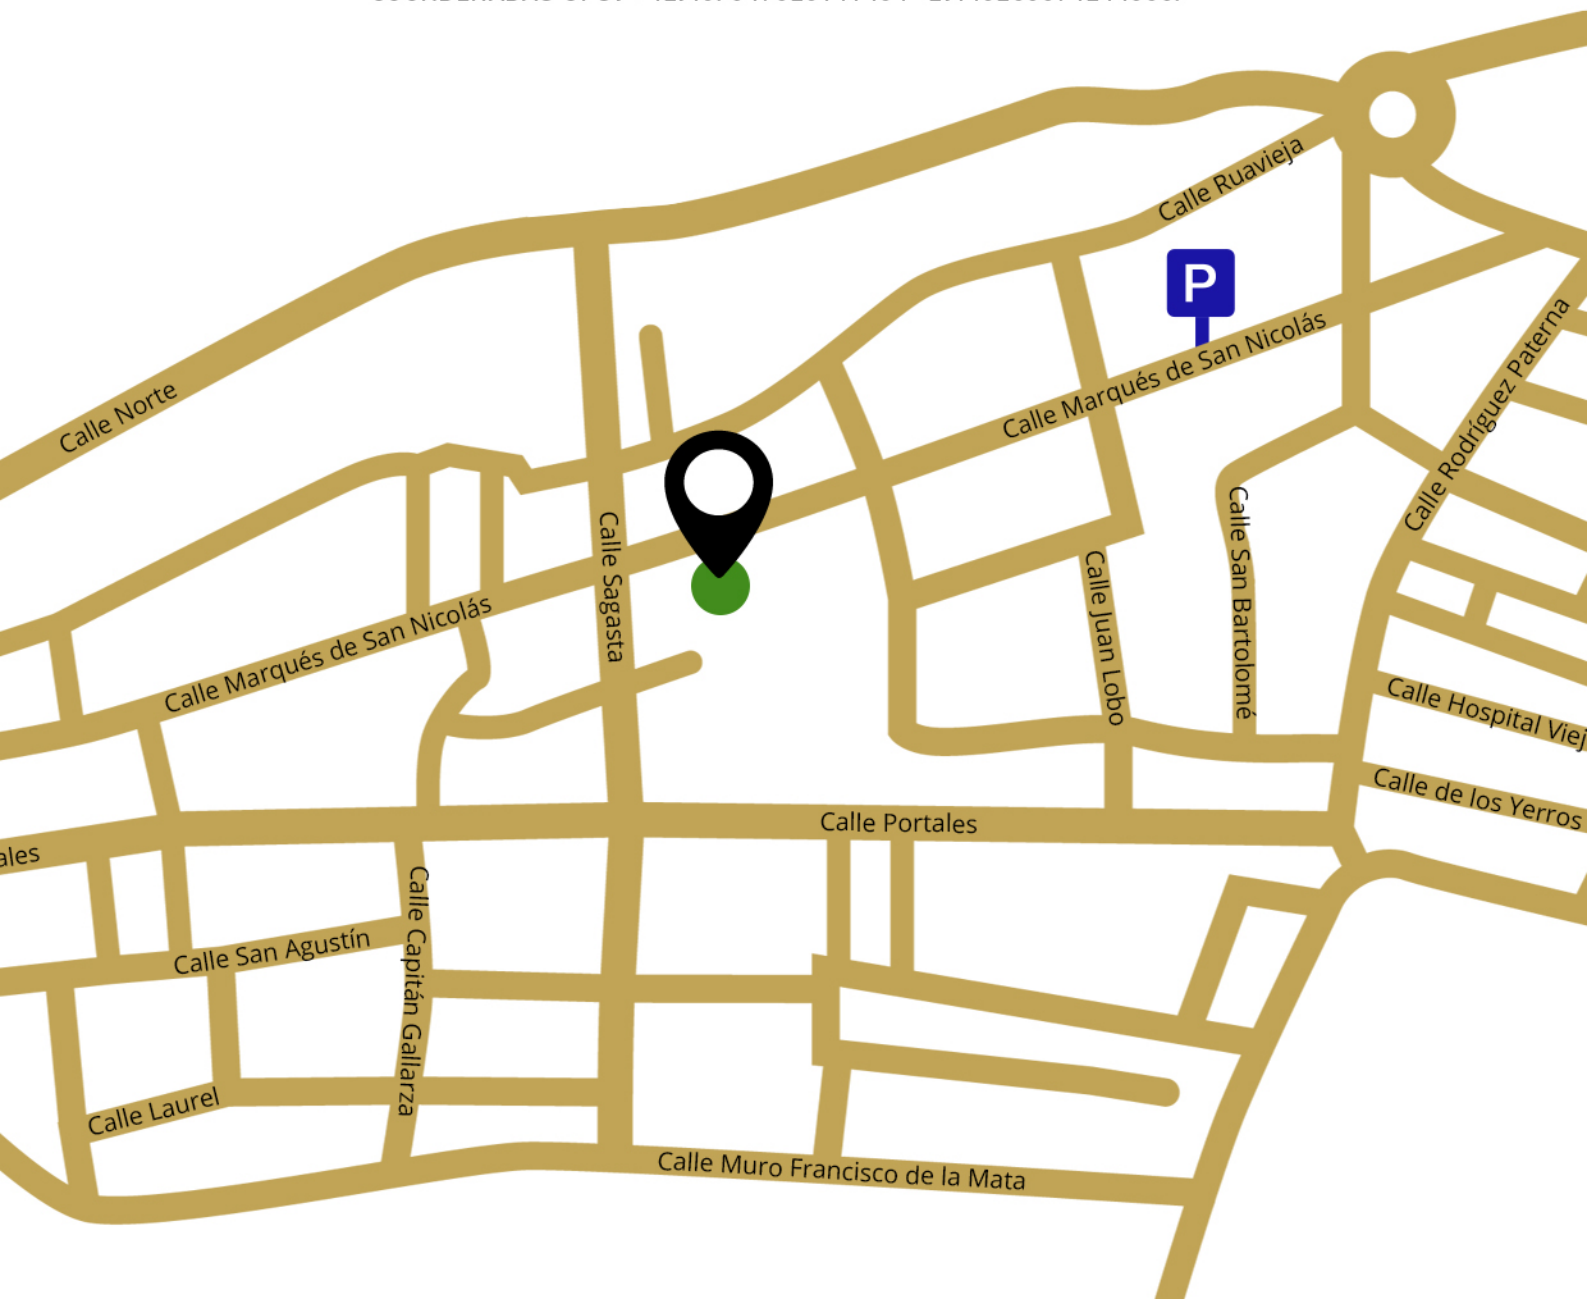 Calle Ruavieja
P
Calle Norte
Calle Marqués de San Nicolás
Calle Rodríguez Paterna
Calle Sagasta
Calle San Bartolomé
Calle Juan Lobo
Calle Marqués de San Nicolás
Calle Hospital Viej
Calle de los Yerros
Calle Portales
ales
Calle Capitán Gallarza
Calle San Agustín
Calle Laurel
Calle Muro Francisco de la Mata